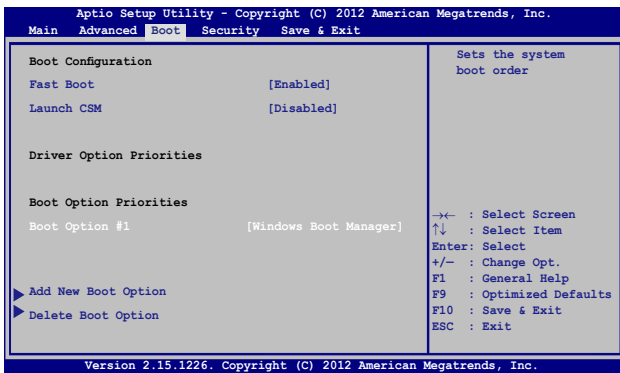 Aptio Setup Utility - Copyright (C) 2012 American Megatrends, Inc.
Main Advanced Boot Security Save & Exit
Boot Configuration
Fast Boot [Enabled]
Launch CSM [Disabled]
Driver Option Priorities
Boot Option Priorities
Boot Option #1 [Windows Boot Manager]
Add New Boot Option
Delete Boot Option
Sets the system
boot order
→← : Select Screen
↑↓ : Select Item
Enter: Select
+/— : Change Opt.
F1 : General Help
F9 : Optimized Defaults
F10 : Save & Exit
ESC : Exit
Version 2.15.1226. Copyright (C) 2012 American Megatrends, Inc.